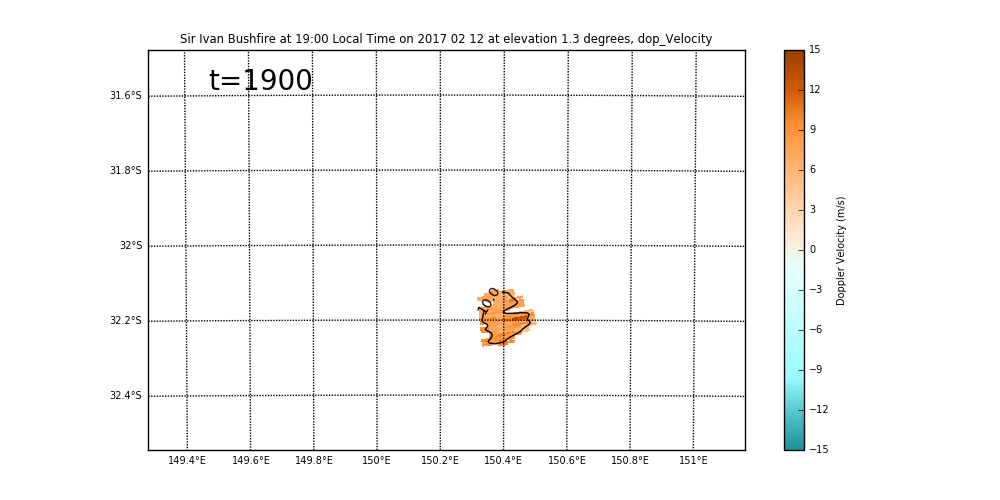 Sir Ivan Bushfire at 19:00 Local Time on 2017 02 12 at elevation 1.3 degrees, dop_Velocity
t=1900
31.6°S
31.8°S
32°S
32.2°S
32.4°S
149.4°E 149.6°E 149.8°E 150°E 150.2°E 150.4°E 150.6°E 150.8°E 151°E
15
12
9
6
3
0
−3
−6
−9
−12
−15
Doppler Velocity (m/s)